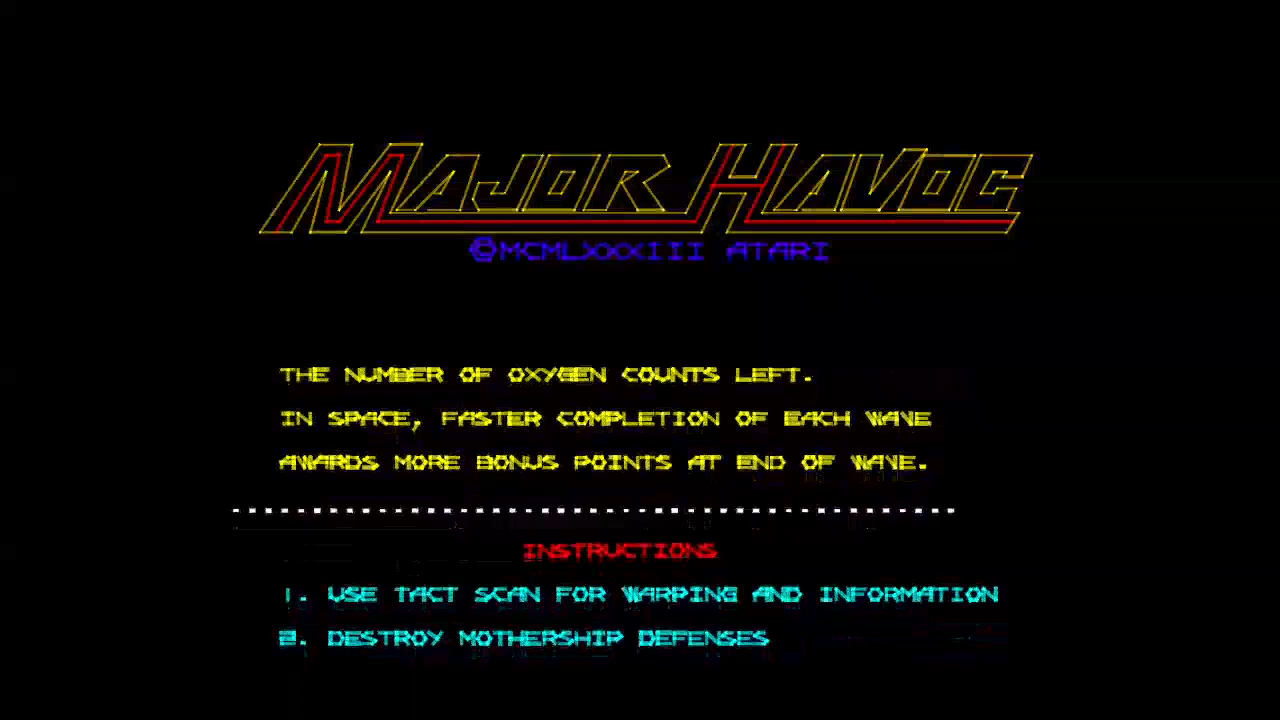 MAJOR HAVOC
©MCMLXXXIII ATARI
THE NUMBER OF OXYGEN COUNTS LEFT.
IN SPACE, FASTER COMPLETION OF EACH WAVE
AWARDS MORE BONUS POINTS AT END OF WAVE.
INSTRUCTIONS
1. USE TACT SCAN FOR WARPING AND INFORMATION
2. DESTROY MOTHERSHIP DEFENSES